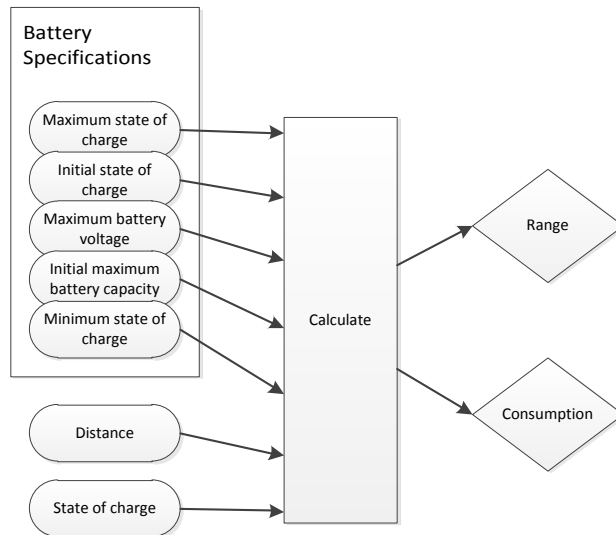 Battery
Specifications
Maximum state of
charge
Initial state of
charge
Maximum battery
voltage
Initial maximum
battery capacity
Minimum state of
charge
Distance
State of charge
Calculate
Range
Consumption